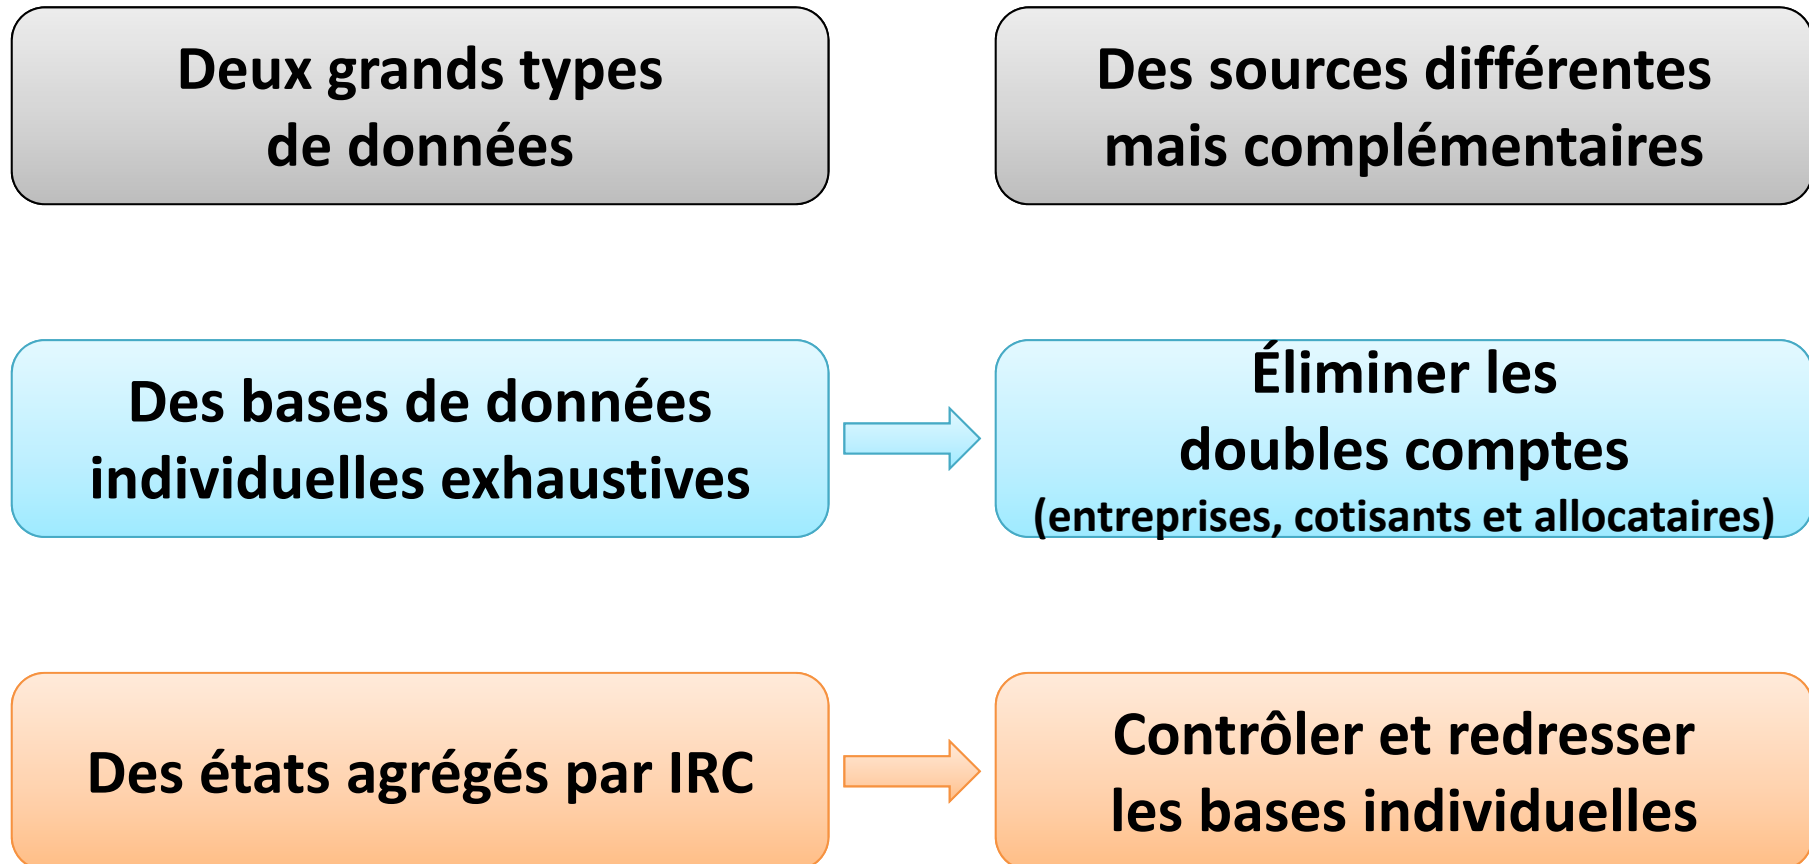 Deux grands types
de données
Des sources différentes
mais complémentaires
Des bases de données
individuelles exhaustives
Éliminer les
doubles comptes
(entreprises, cotisants et allocataires)
Des états agrégés par IRC
Contrôler et redresser
les bases individuelles